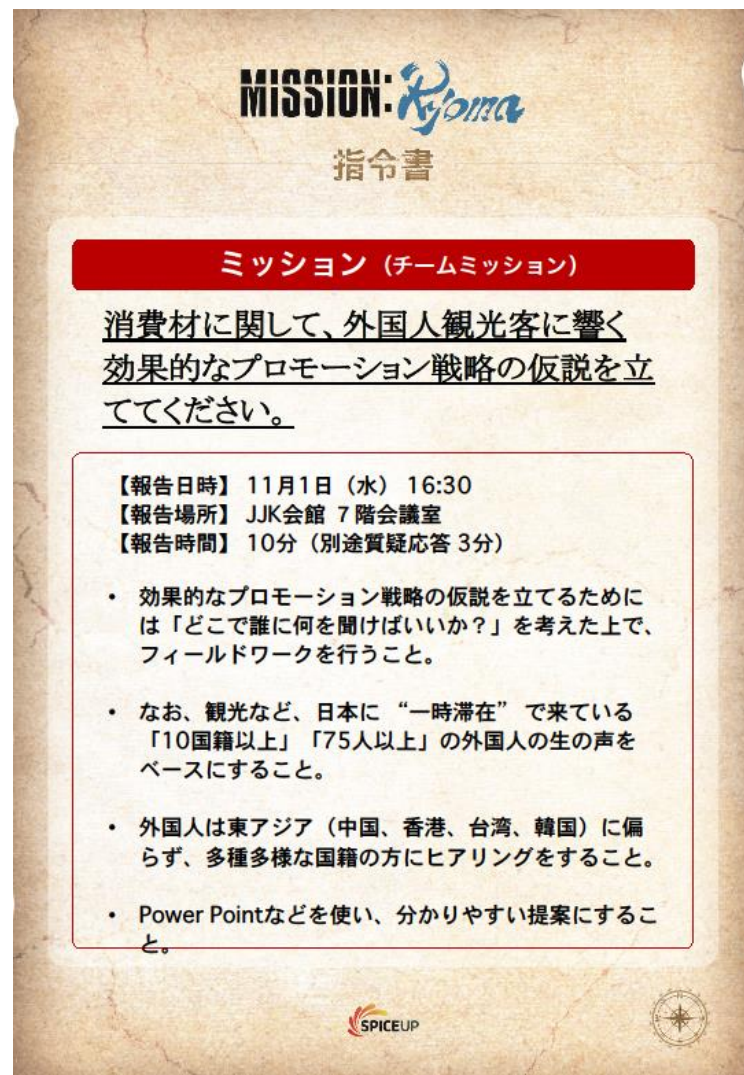 MISSION:Ryoma
指令書
ミッション（チームミッション）
消費材に関して、外国人観光客に響く
効果的なプロモーション戦略の仮説を立
ててください。
【報告日時】 11月1日（水） 16:30
【報告場所】 JJK会館 ７階会議室
【報告時間】 10分（別途質疑応答 3分）
・ 効果的なプロモーション戦略の仮説を立てるために
は「どこで誰に何を聞けばいいか？」を考えた上で、
フィールドワークを行うこと。
・ なお、観光など、日本に “一時滞在” で来ている
「10国籍以上」「75人以上」の外国人の生の声を
ベースにすること。
・ 外国人は東アジア（中国、香港、台湾、韓国）に偏
らず、多種多様な国籍の方にヒアリングをすること。
・ Power Pointなどを使い、分かりやすい提案にするこ
と。
SPICEUP